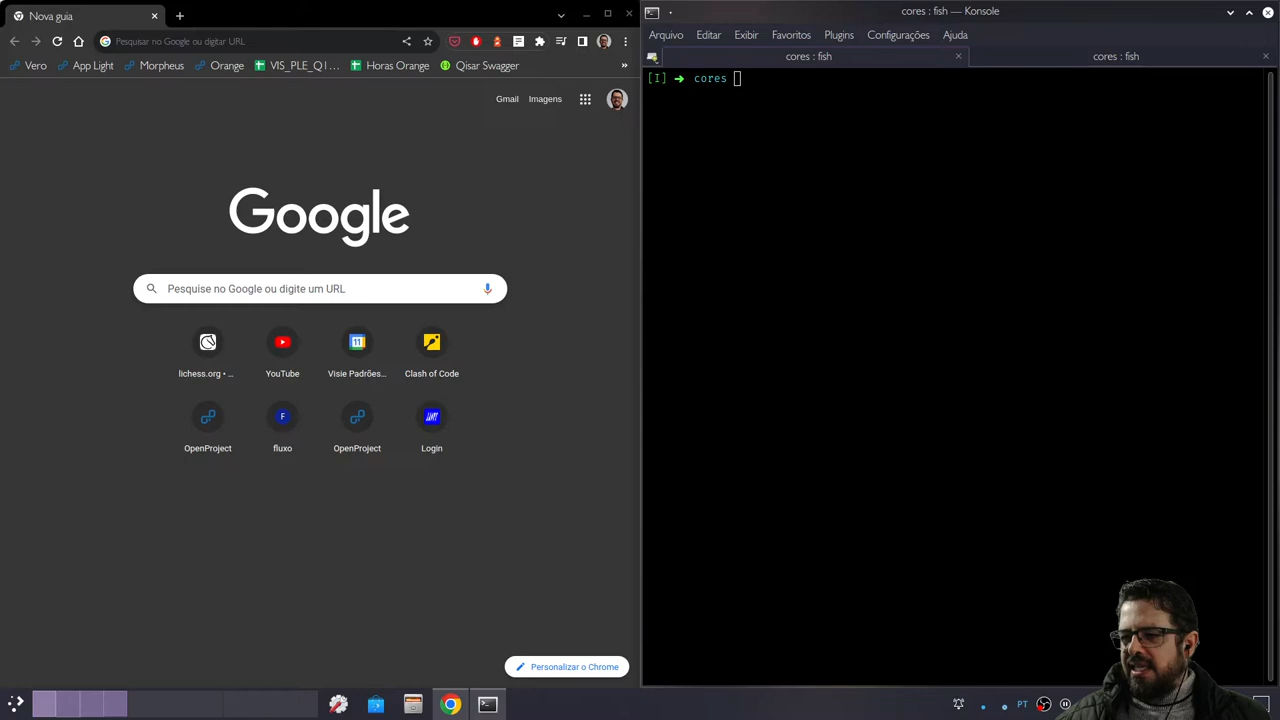 Nova guia
Pesquisar no Google ou digitar URL
Vero
App Light
Morpheus
Orange
VIS_PLE_Q1...
Horas Orange
Qisar Swagger
»
Gmail
Imagens
Google
Pesquise no Google ou digite um URL
lichess.org • ...
YouTube
11
Visie Padrões...
Clash of Code
OpenProject
F
fluxo
OpenProject
Login
Personalizar o Chrome
cores : fish — Konsole
Arquivo
Editar
Exibir
Favoritos
Plugins
Configurações
Ajuda
cores : fish
cores : fish
[I] ➜ cores
PT